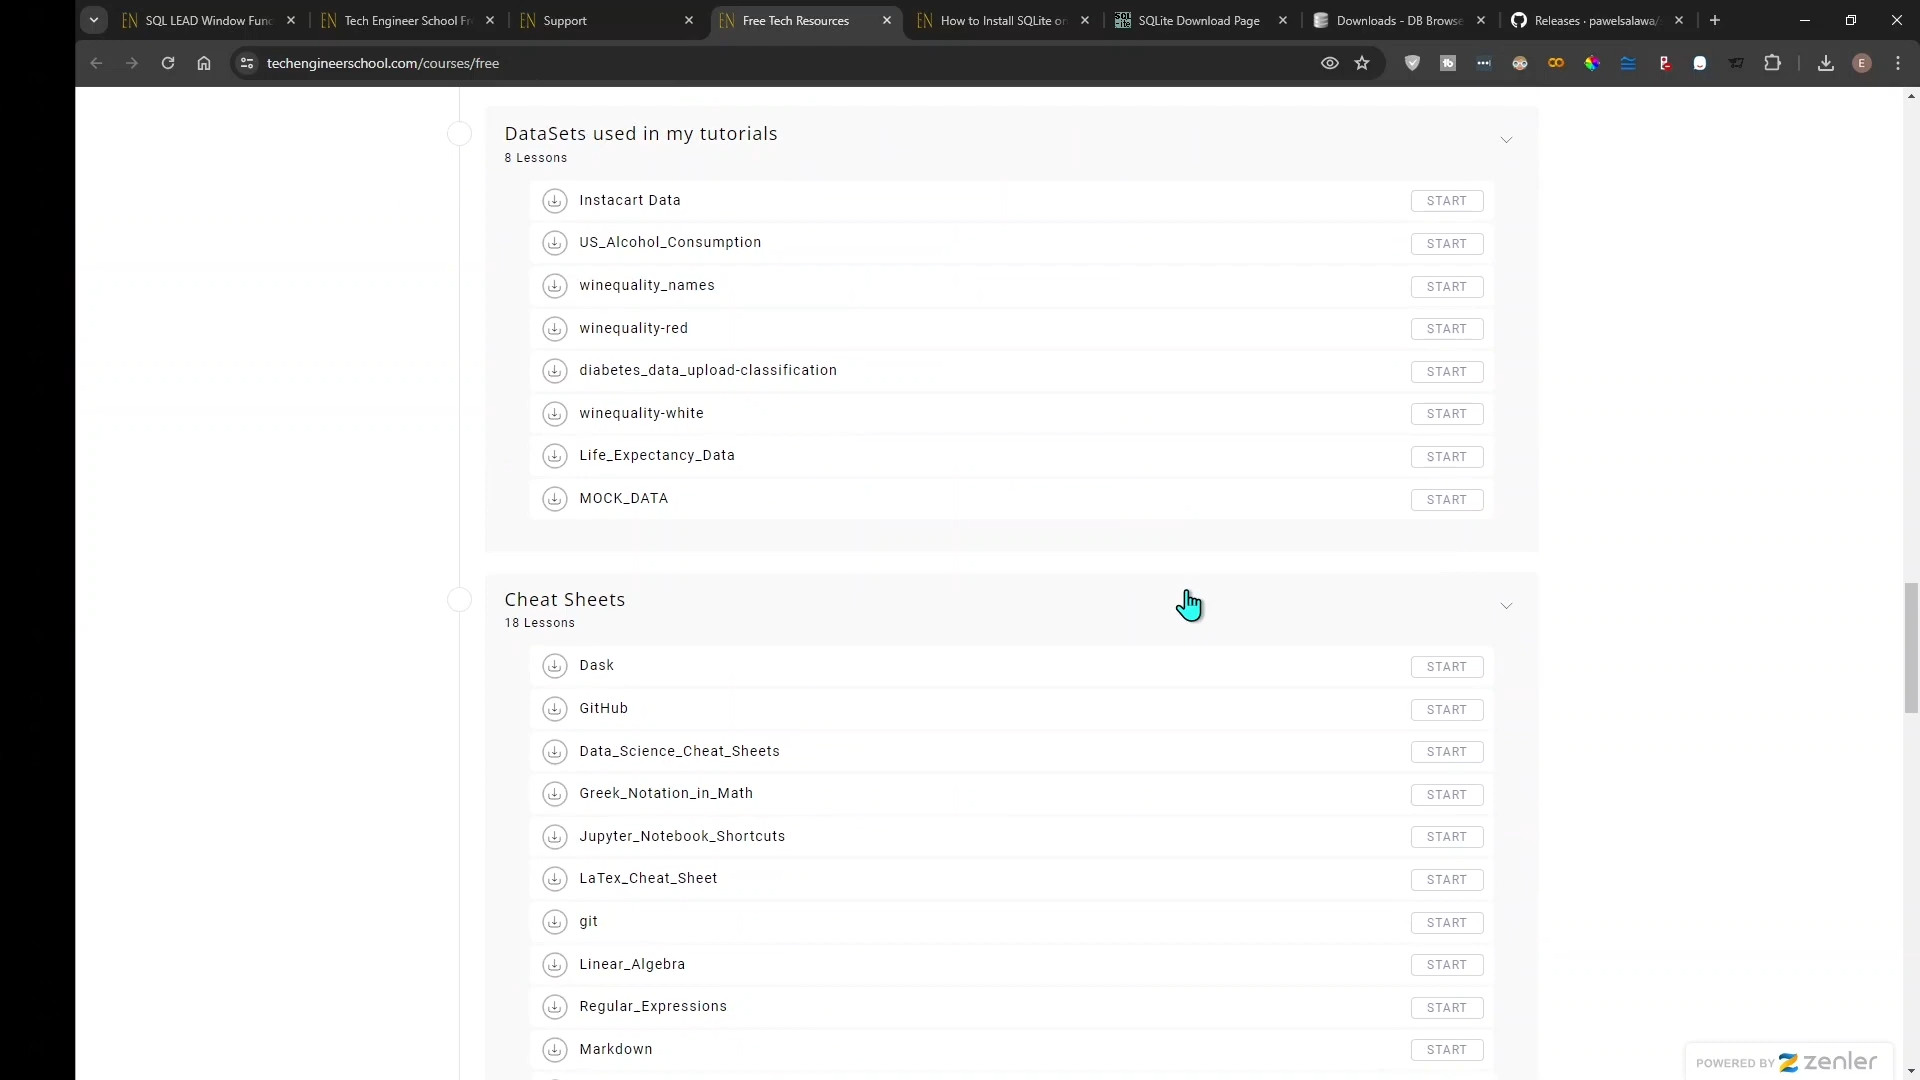 SQL LEAD Window Func
Tech Engineer School Fr
Support
Free Tech Resources
How to Install SQLite on
SQLite Download Page
Downloads - DB Browse
Releases · pawelsalawa/
techengineerschool.com/courses/free
E
DataSets used in my tutorials
8 Lessons
Instacart Data START
US_Alcohol_Consumption START
winequality_names START
winequality-red START
diabetes_data_upload-classification START
winequality-white START
Life_Expectancy_Data START
MOCK_DATA START
Cheat Sheets
18 Lessons
Dask START
GitHub START
Data_Science_Cheat_Sheets START
Greek_Notation_in_Math START
Jupyter_Notebook_Shortcuts START
LaTex_Cheat_Sheet START
git START
Linear_Algebra START
Regular_Expressions START
Markdown START
POWERED BY zenler